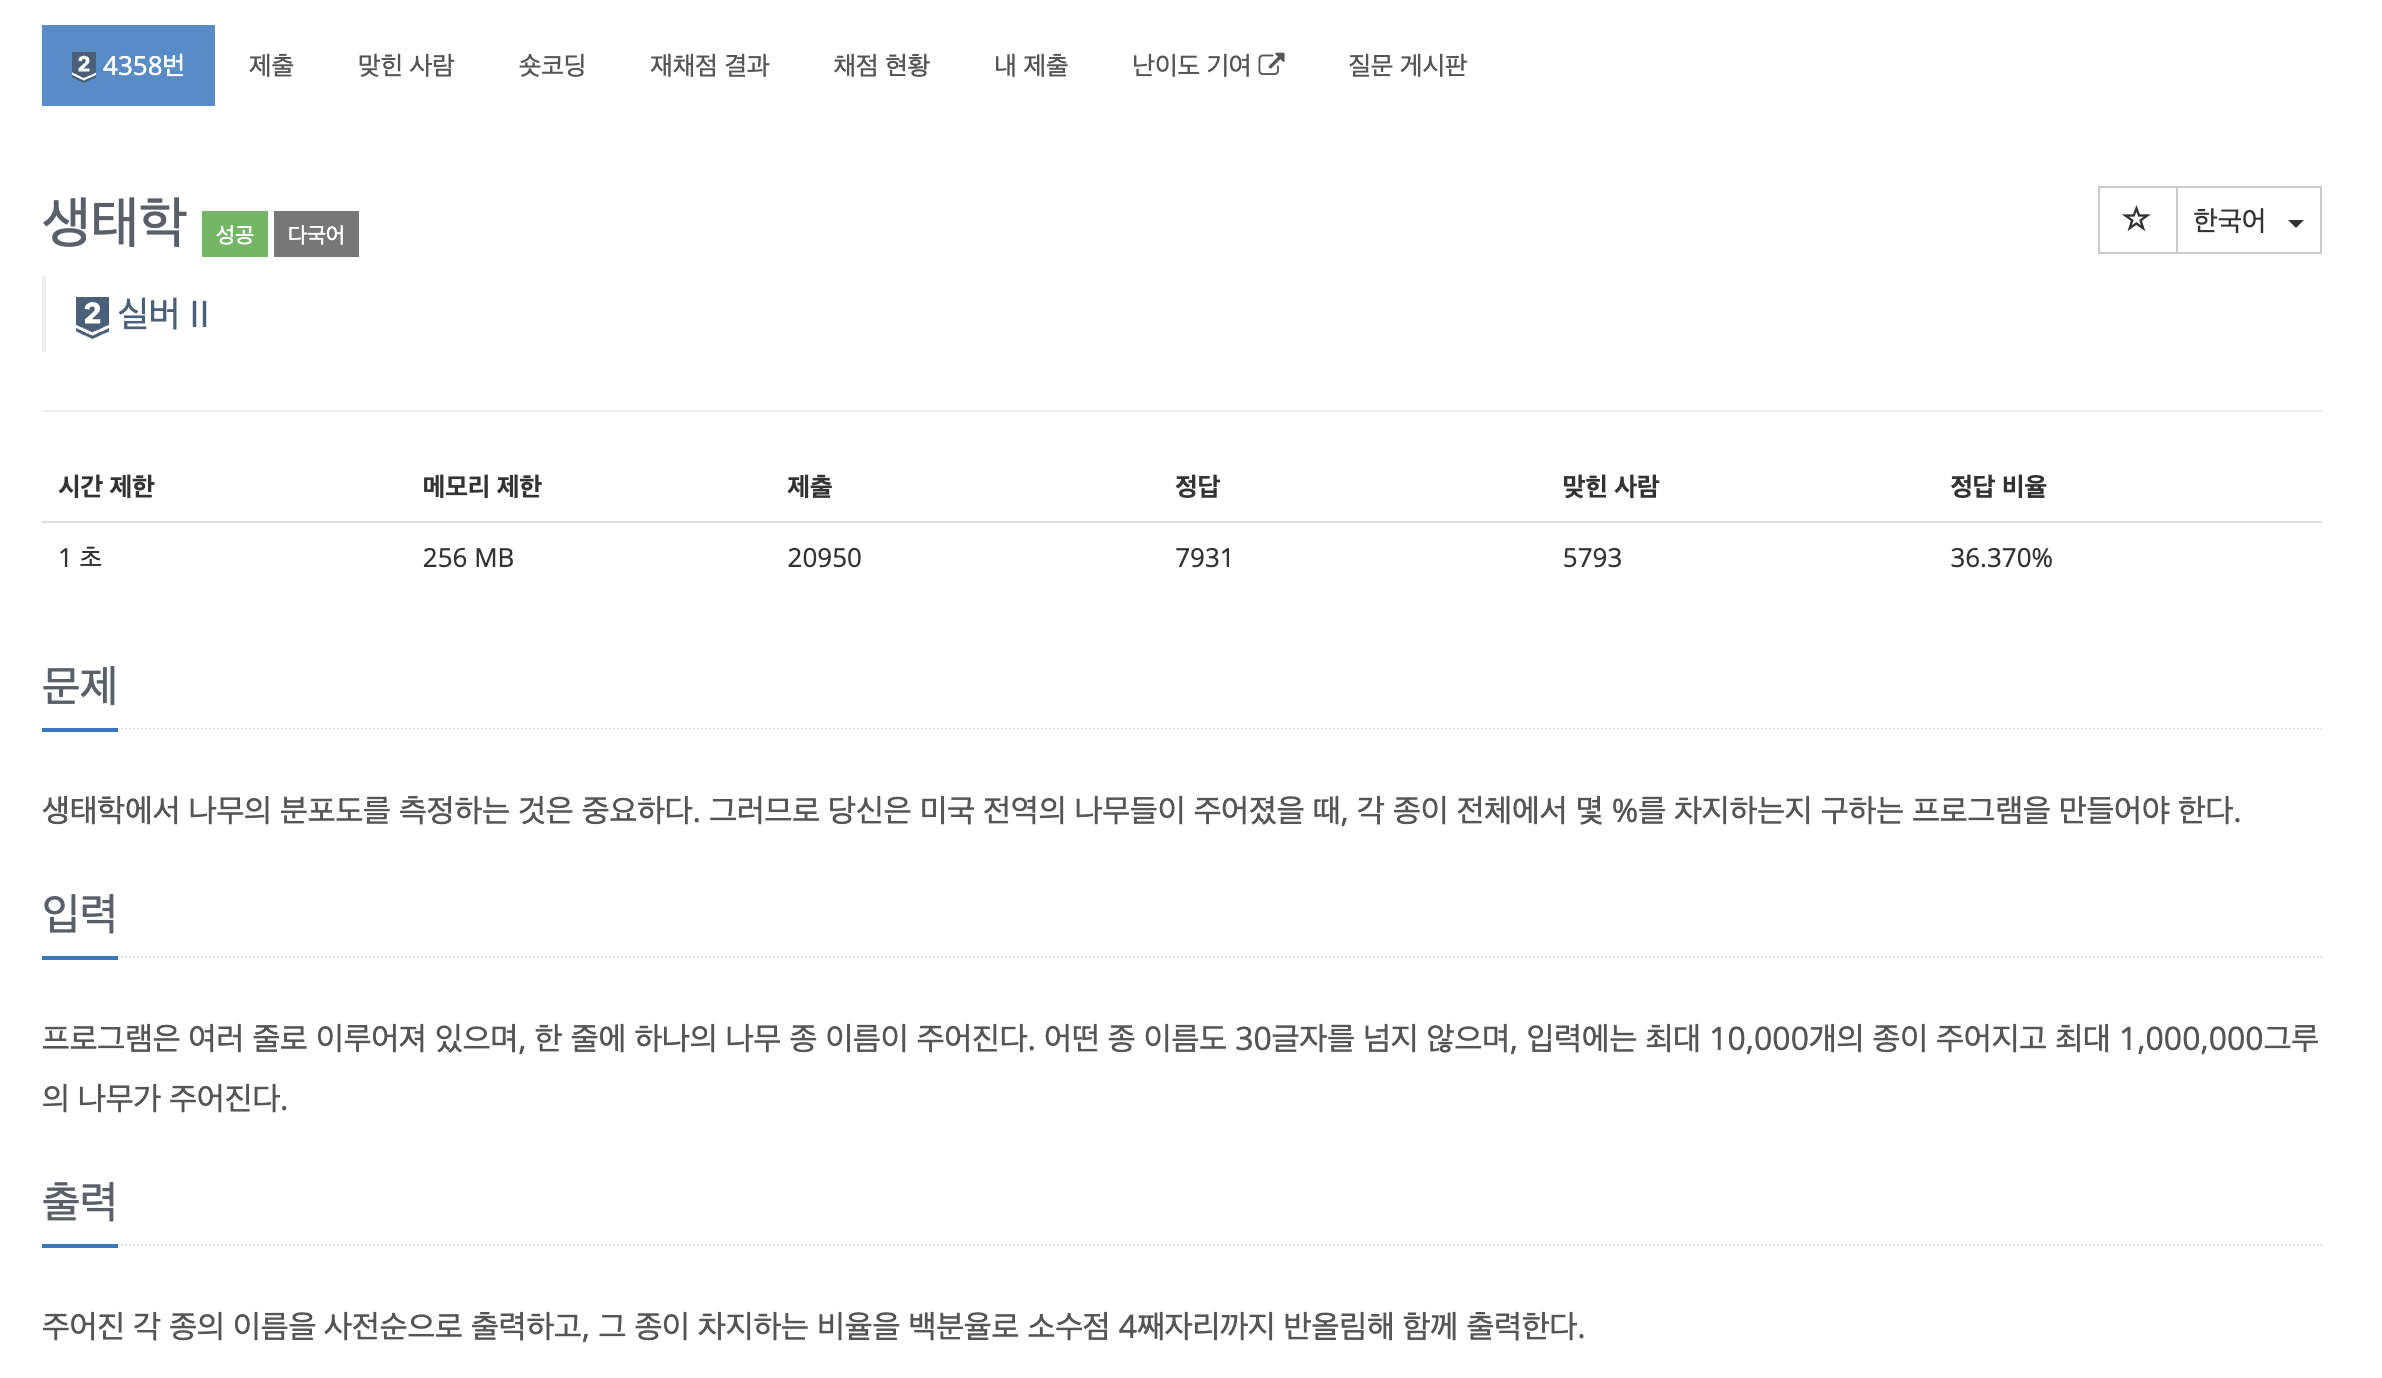 2 4358번 제출 맞힌 사람 숏코딩 재채점 결과 채점 현황 내 제출 난이도 기여 질문 게시판
생태학 성공 다국어 한국어
2 실버 II
시간 제한 메모리 제한 제출 정답 맞힌 사람 정답 비율
1 초 256 MB 20950 7931 5793 36.370%
문제
생태학에서 나무의 분포도를 측정하는 것은 중요하다. 그러므로 당신은 미국 전역의 나무들이 주어졌을 때, 각 종이 전체에서 몇 %를 차지하는지 구하는 프로그램을 만들어야 한다.
입력
프로그램은 여러 줄로 이루어져 있으며, 한 줄에 하나의 나무 종 이름이 주어진다. 어떤 종 이름도 30글자를 넘지 않으며, 입력에는 최대 10,000개의 종이 주어지고 최대 1,000,000그루
의 나무가 주어진다.
출력
주어진 각 종의 이름을 사전순으로 출력하고, 그 종이 차지하는 비율을 백분율로 소수점 4째자리까지 반올림해 함께 출력한다.